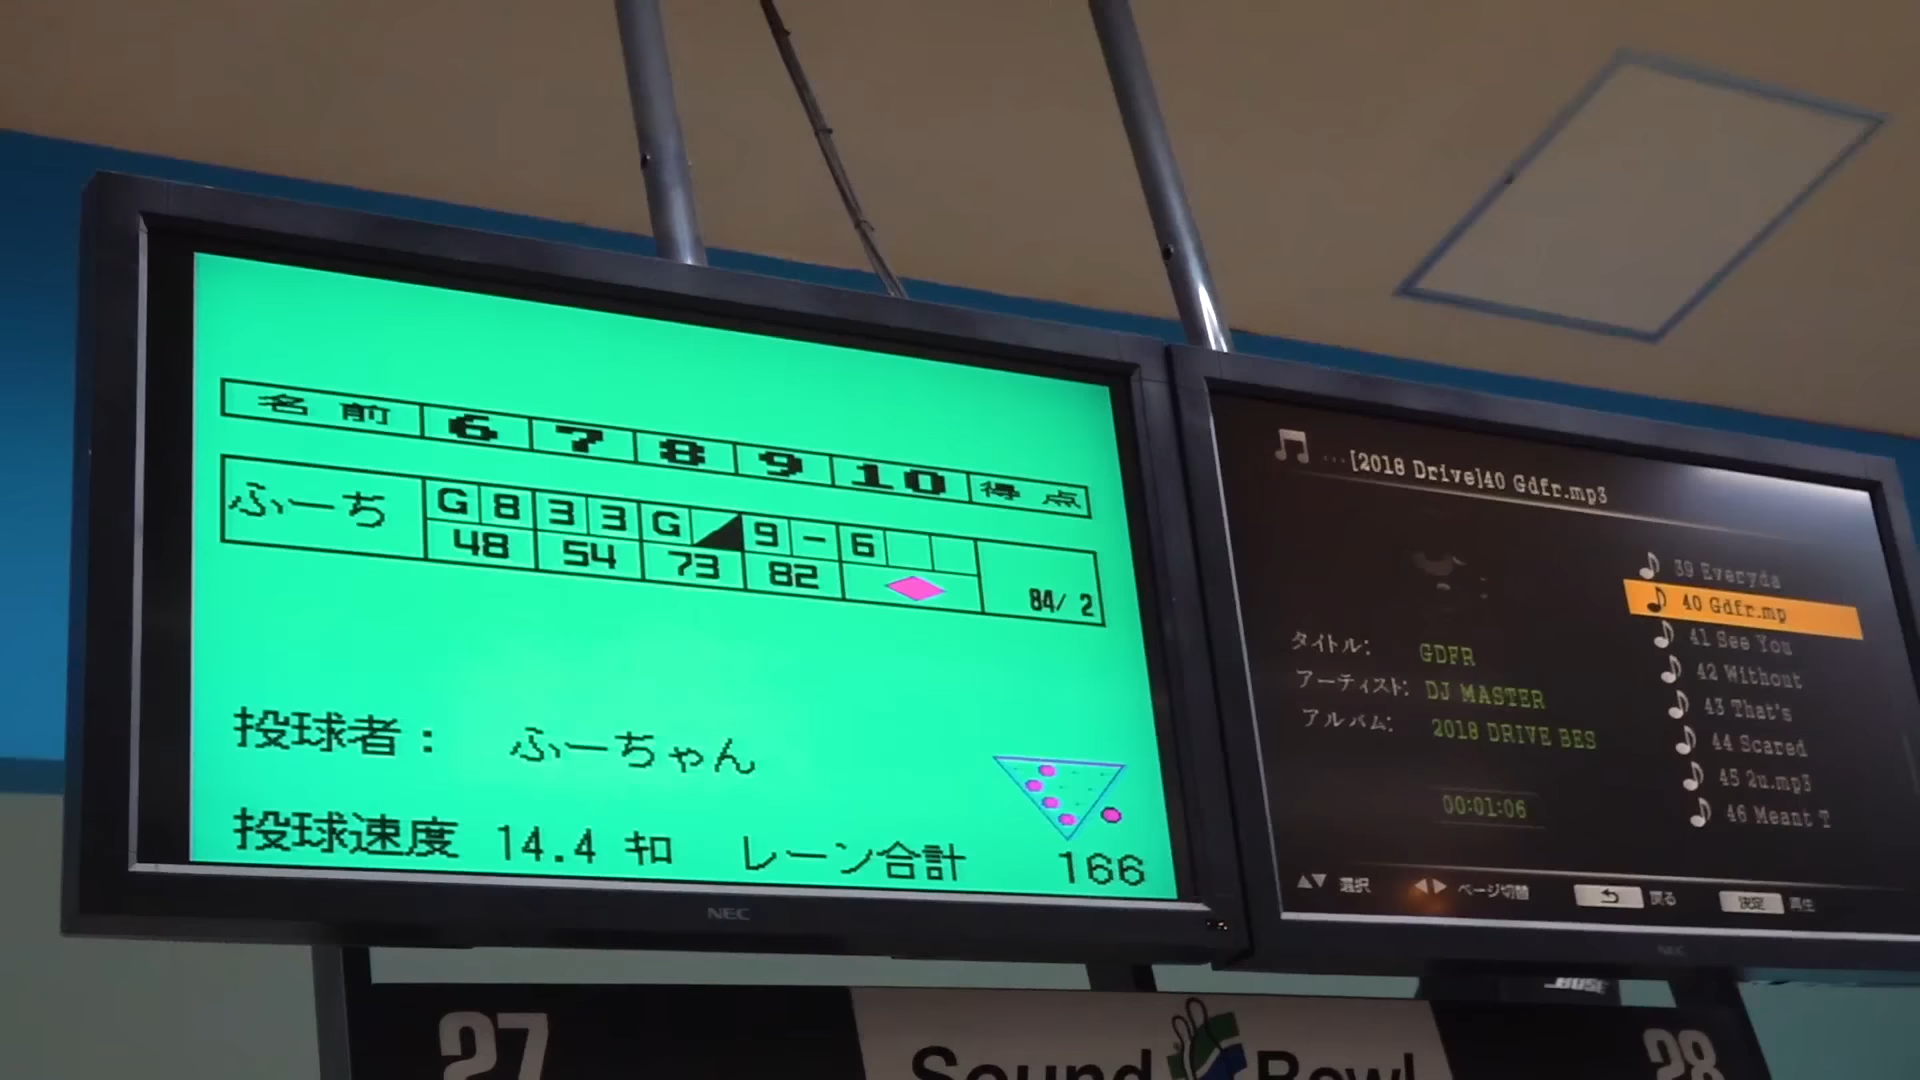 名前 6 7 8 9 10 得点
ふーち G 8 3 3 G 9 - 6
48 54 73 82 84/ 2
投球者： ふーちゃん
投球速度 14.4 キロ レーン合計 166
NEC
...[2018 Drive]40 Gdfr.mp3
39 Everyda
40 Gdfr.mp
41 See You
42 Without
43 That's
44 Scared
45 2u.mp3
46 Meant T
タイトル: GDFR
アーティスト: DJ MASTER
アルバム: 2018 DRIVE BES
00:01:06
▲▼ 選択 ◀▶ ページ切替 戻る 決定 再生
NEC
BOSE
27 Sound Bowl 28